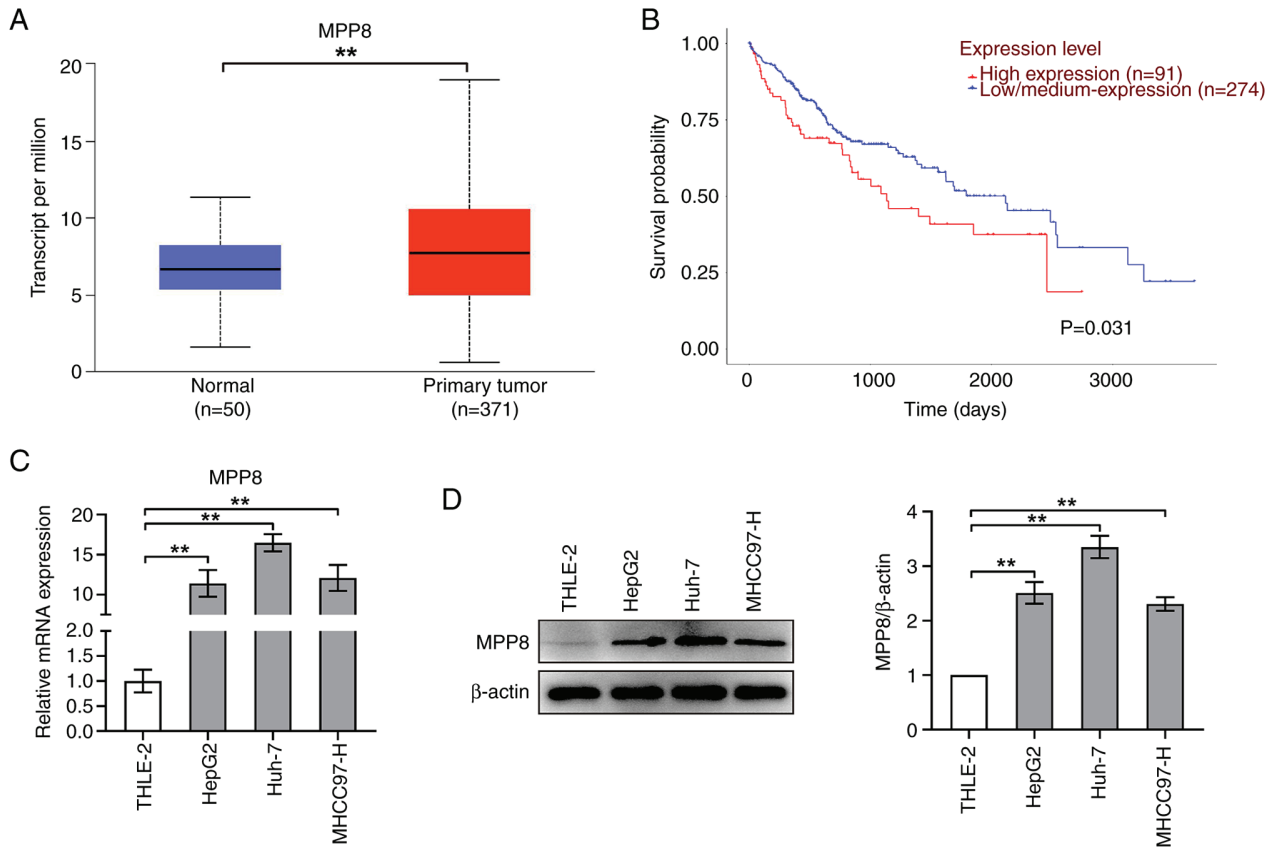 A
MPP8
**
Transcript per million
20
15
10
5
0
Normal
(n=50)
Primary tumor
(n=371)
B
Survival probability
1.00
0.75
0.50
0.25
0.00
Expression level
High expression (n=91)
Low/medium-expression (n=274)
P=0.031
0
1000
2000
3000
Time (days)
C
MPP8
**
**
**
Relative mRNA expression
20
15
10
2.0
1.5
1.0
0.5
0.0
THLE-2
HepG2
Huh-7
MHCC97-H
D
THLE-2
HepG2
Huh-7
MHCC97-H
MPP8
β-actin
MPP8/β-actin
4
3
2
1
0
**
**
**
THLE-2
HepG2
Huh-7
MHCC97-H